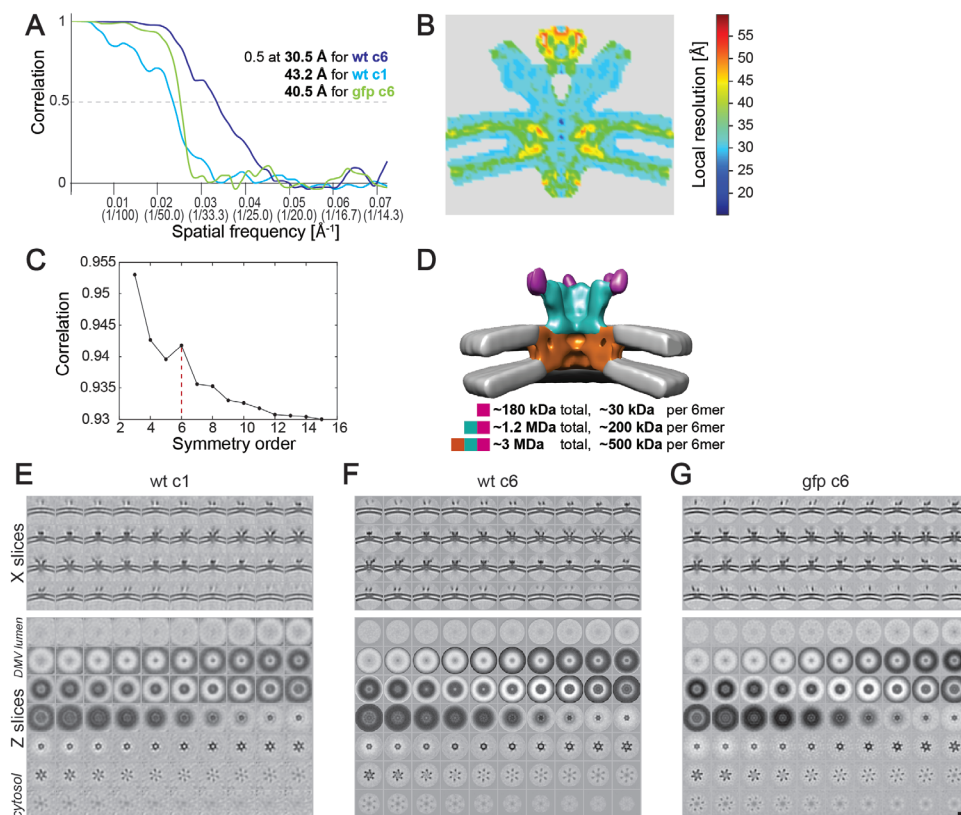 A
1
0.5
0
Correlation
0.5 at 30.5 Å for wt c6
43.2 Å for wt c1
40.5 Å for gfp c6
0.01 0.02 0.03 0.04 0.05 0.06 0.07
(1/100) (1/50.0) (1/33.3) (1/25.0) (1/20.0) (1/16.7) (1/14.3)
Spatial frequency [Å-1]
B
55
50
45
40
35
30
25
20
Local resolution [Å]
C
0.955
0.95
0.945
0.94
0.935
0.93
Correlation
2 4 6 8 10 12 14 16
Symmetry order
D
~180 kDa total, ~30 kDa per 6mer
~1.2 MDa total, ~200 kDa per 6mer
~3 MDa total, ~500 kDa per 6mer
E
wt c1
F
wt c6
G
gfp c6
X slices
Z slices
DMV lumen
cytosol